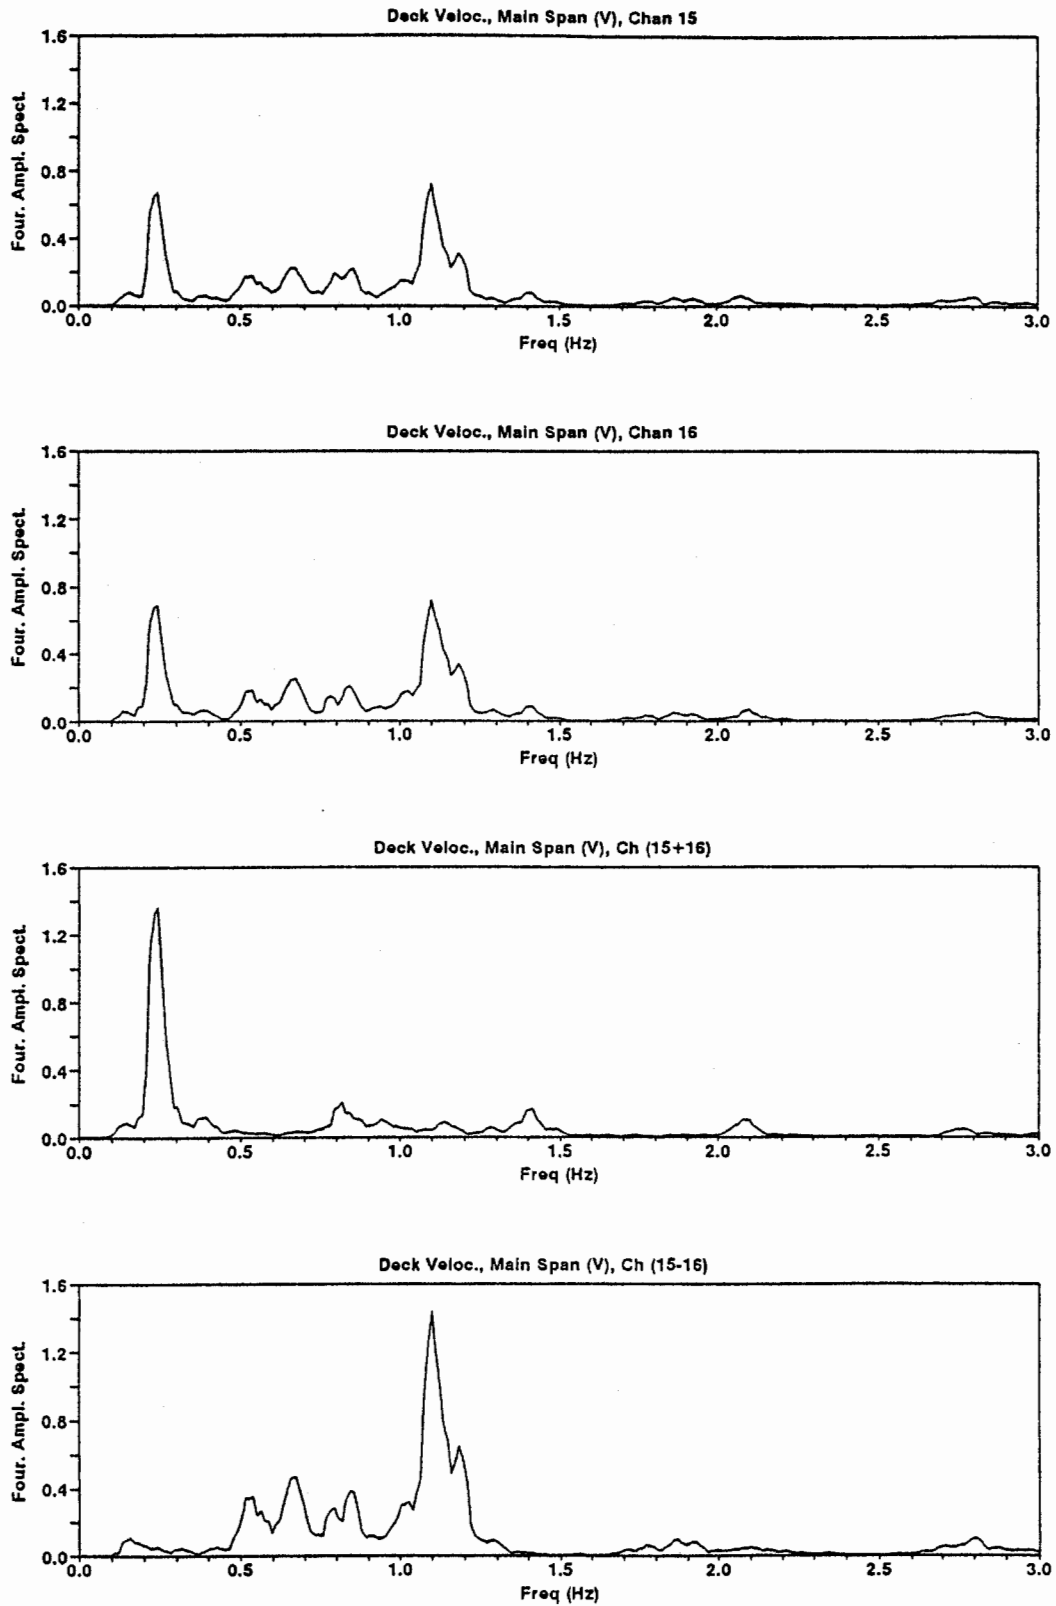 Deck Veloc., Main Span (V), Chan 15
1.6
1.2
0.8
0.4
0.0
Four. Ampl. Spect.
0.0 0.5 1.0 1.5 2.0 2.5 3.0
Freq (Hz)
Deck Veloc., Main Span (V), Chan 16
1.6
1.2
0.8
0.4
0.0
Four. Ampl. Spect.
0.0 0.5 1.0 1.5 2.0 2.5 3.0
Freq (Hz)
Deck Veloc., Main Span (V), Ch (15+16)
1.6
1.2
0.8
0.4
0.0
Four. Ampl. Spect.
0.0 0.5 1.0 1.5 2.0 2.5 3.0
Freq (Hz)
Deck Veloc., Main Span (V), Ch (15-16)
1.6
1.2
0.8
0.4
0.0
Four. Ampl. Spect.
0.0 0.5 1.0 1.5 2.0 2.5 3.0
Freq (Hz)